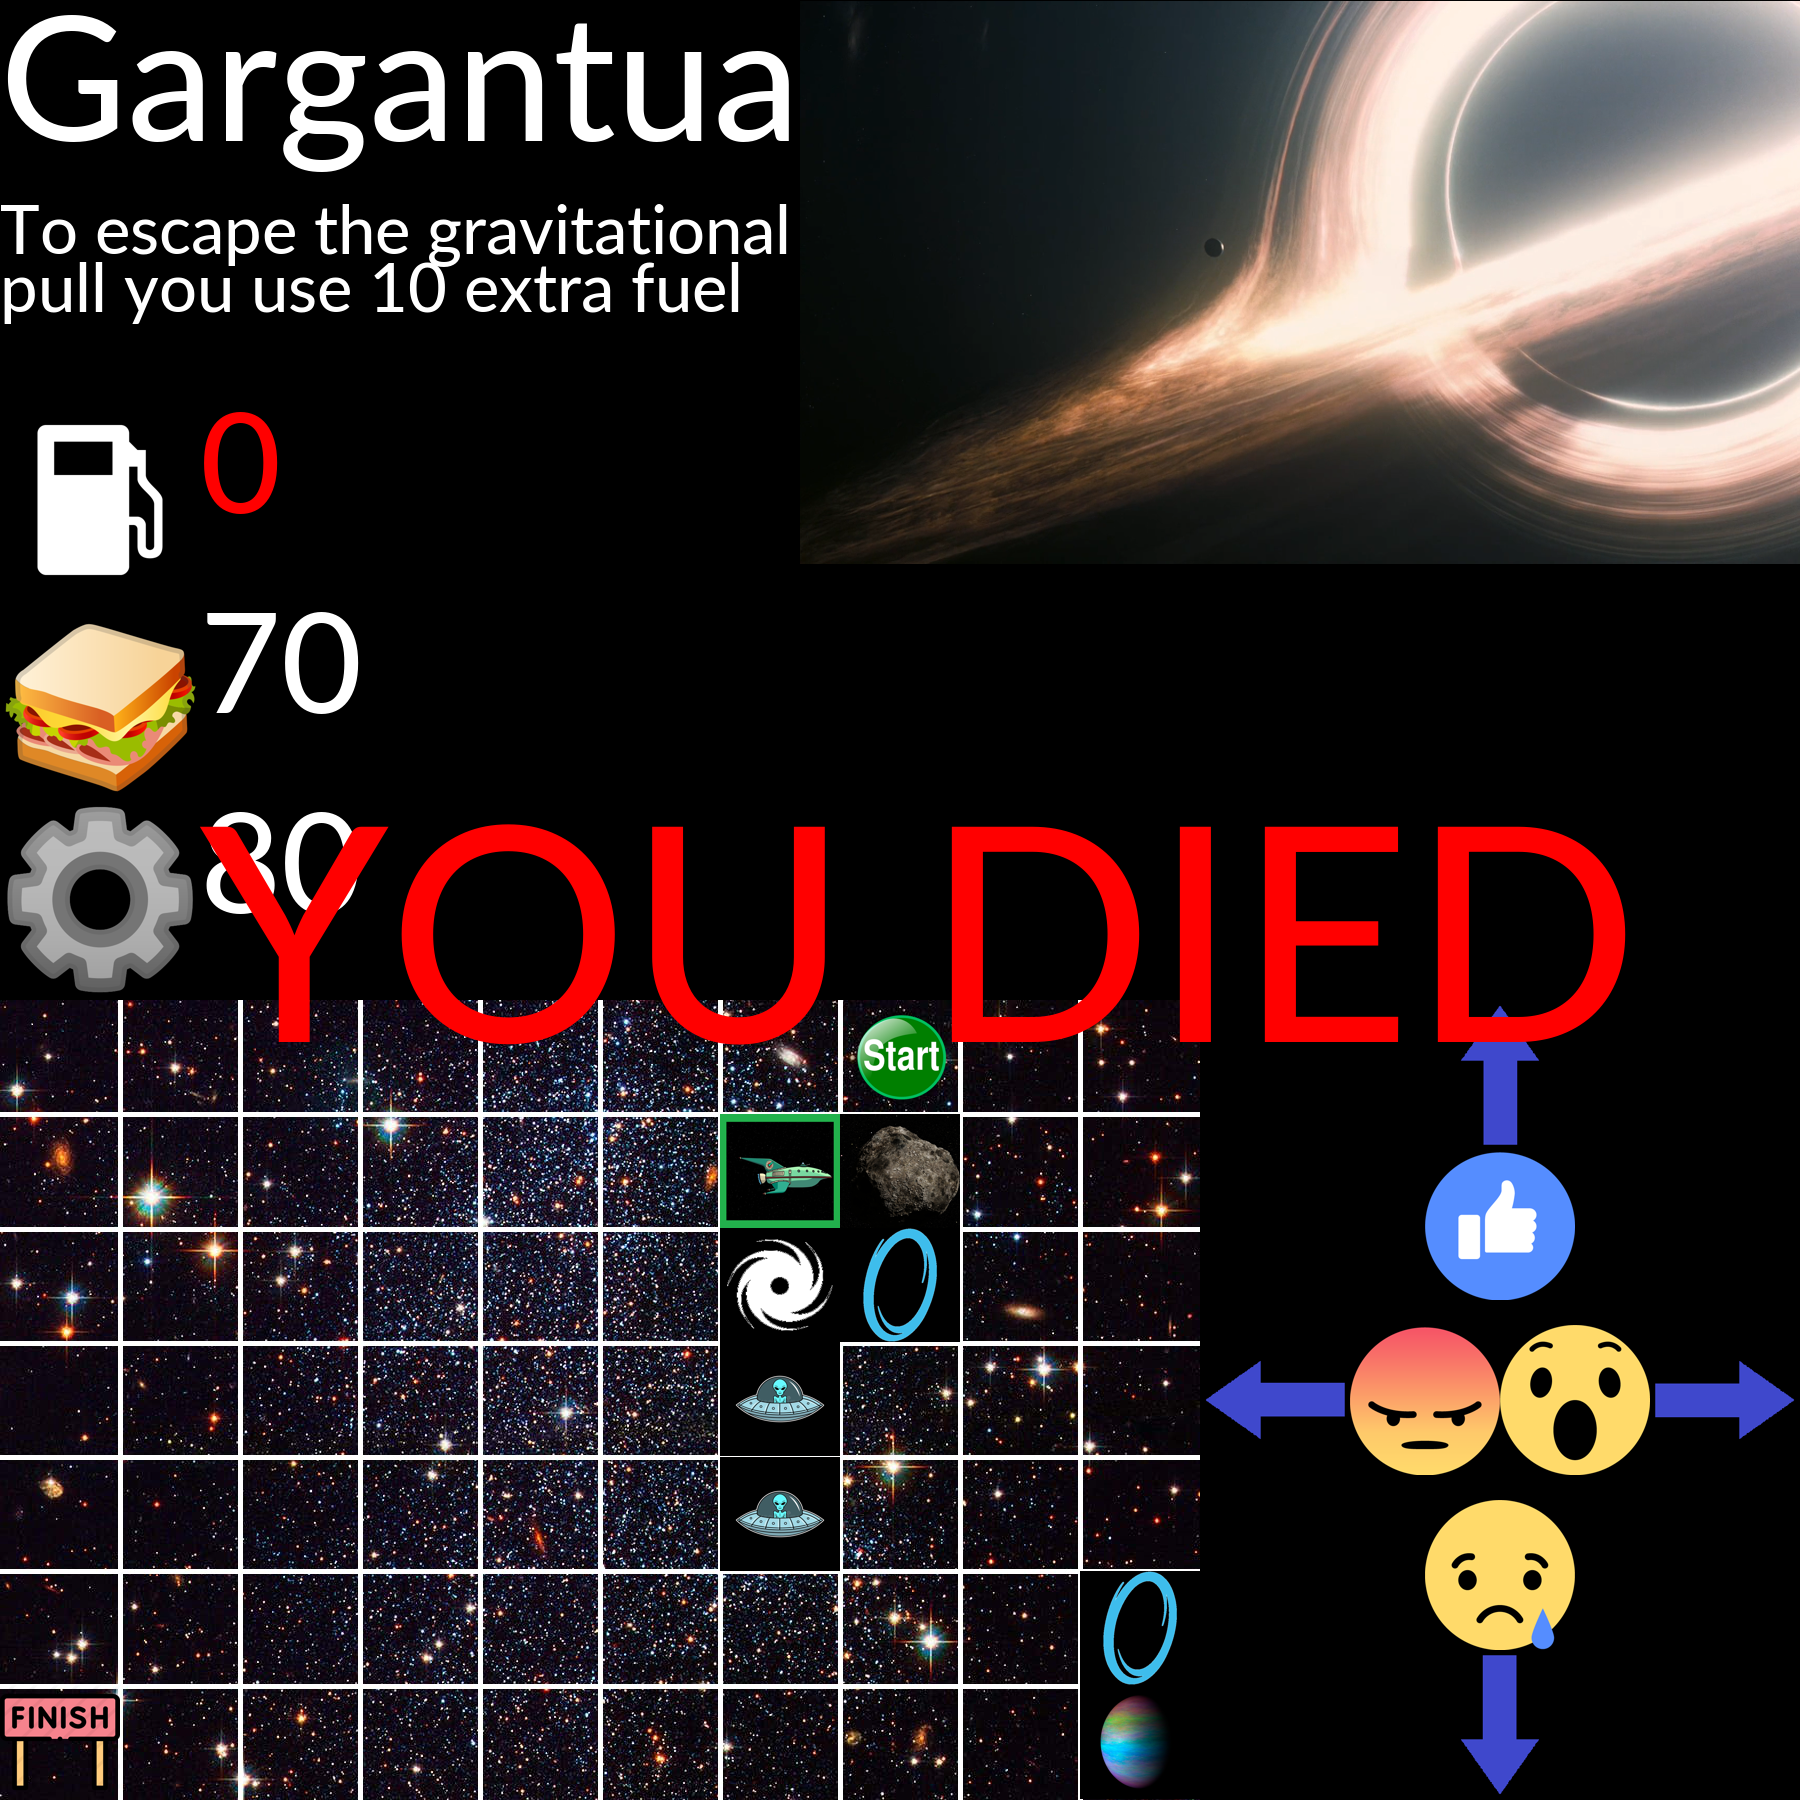 Gargantua
To escape the gravitational
pull you use 10 extra fuel
0
70
80
YOU DIED
Start
FINISH